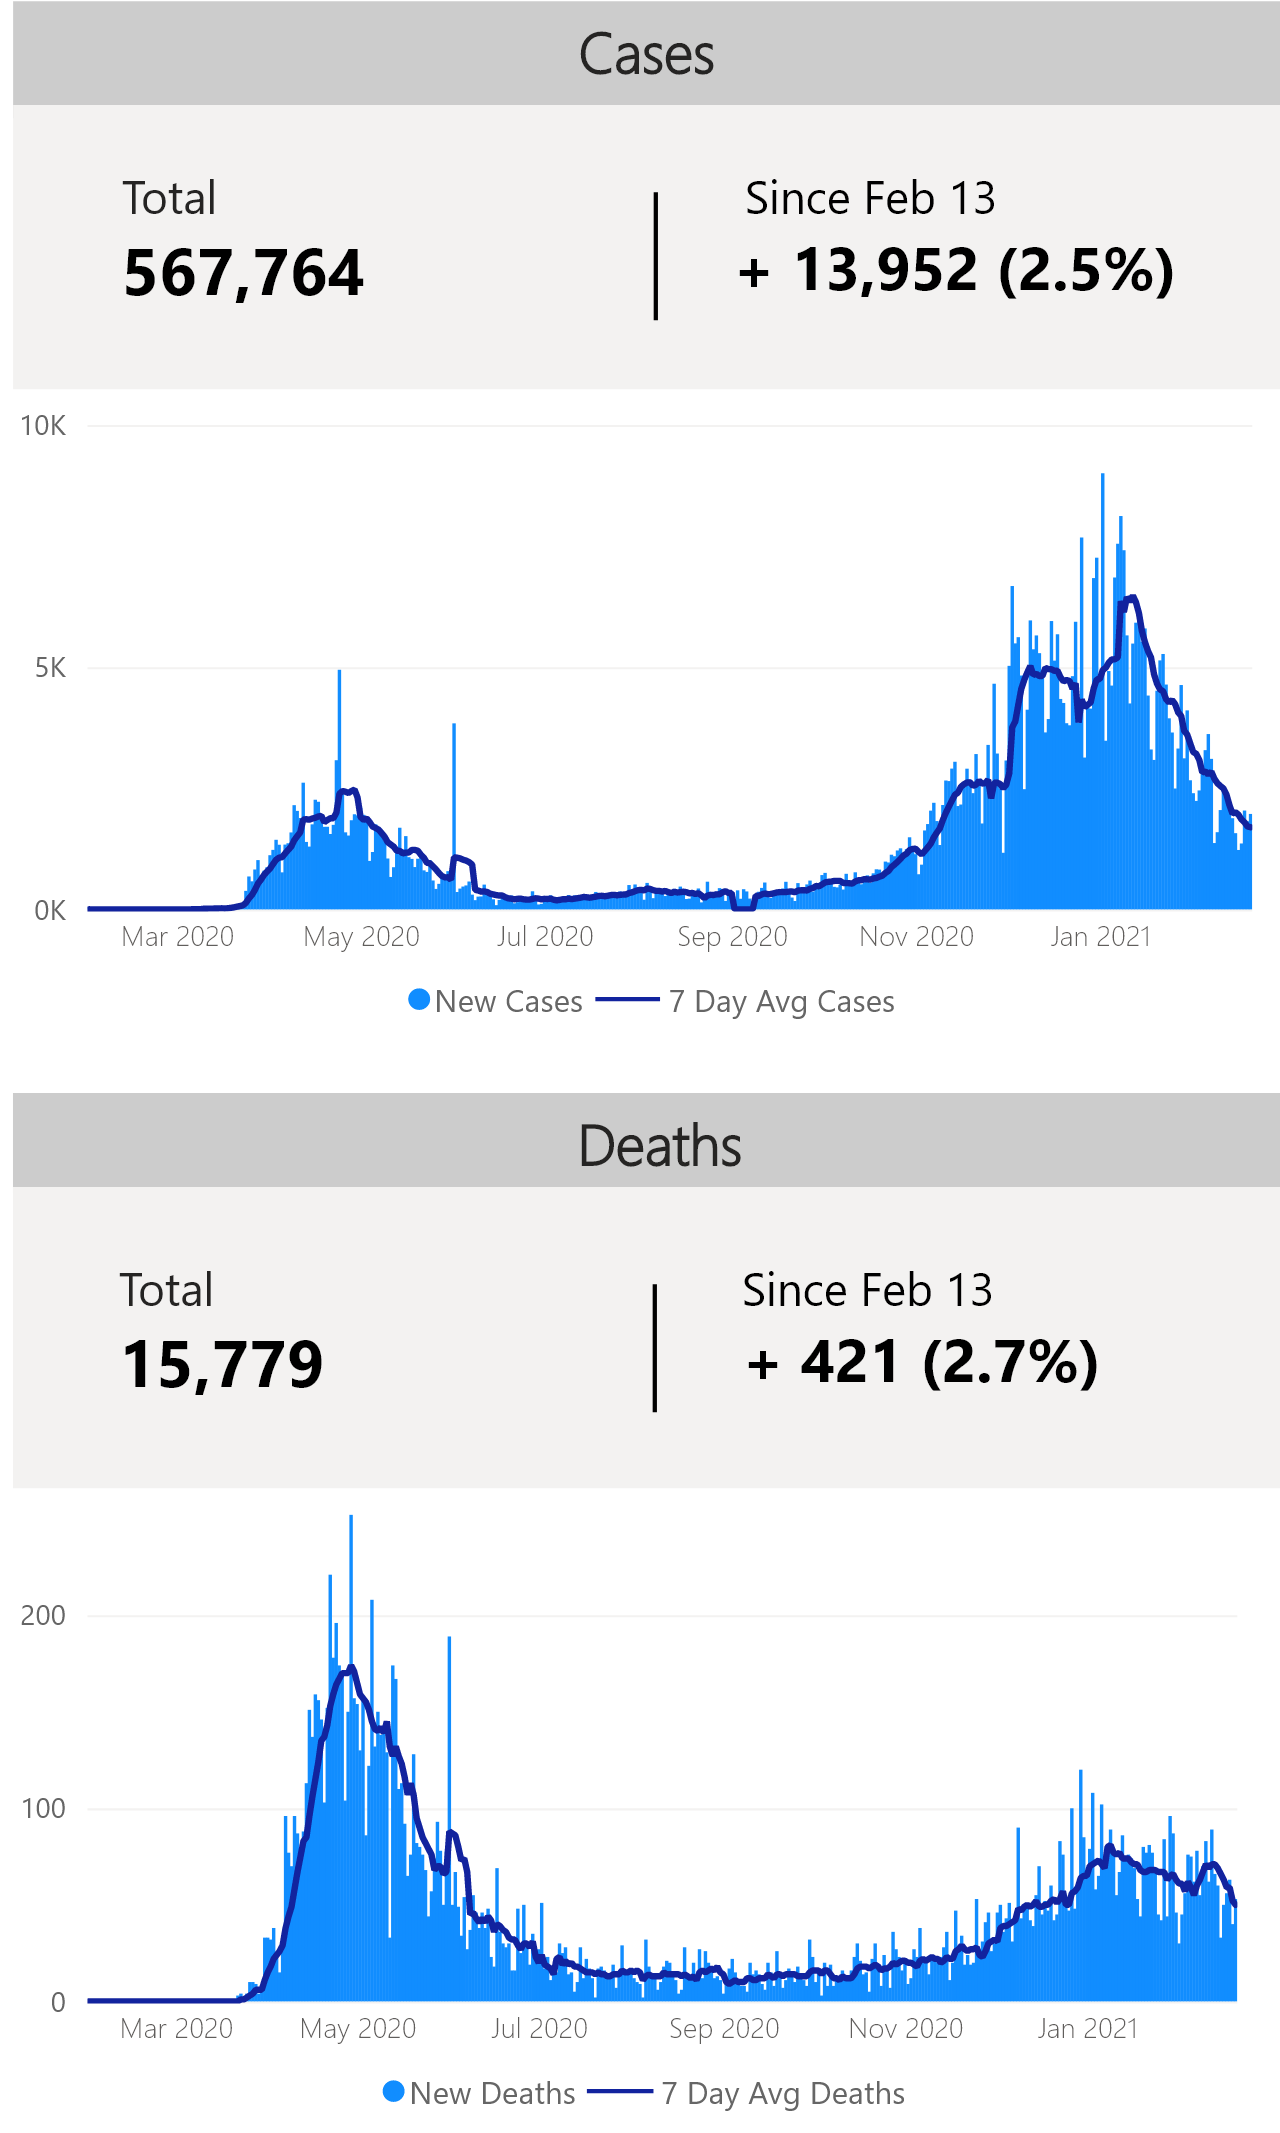 Cases
Total
Since Feb 13
567,764
+ 13,952 (2.5%)
10K
5K
0K
Mar 2020 May 2020 Jul 2020 Sep 2020 Nov 2020 Jan 2021
New Cases 7 Day Avg Cases
Deaths
Total
Since Feb 13
15,779
+ 421 (2.7%)
200
100
0
Mar 2020 May 2020 Jul 2020 Sep 2020 Nov 2020 Jan 2021
New Deaths 7 Day Avg Deaths